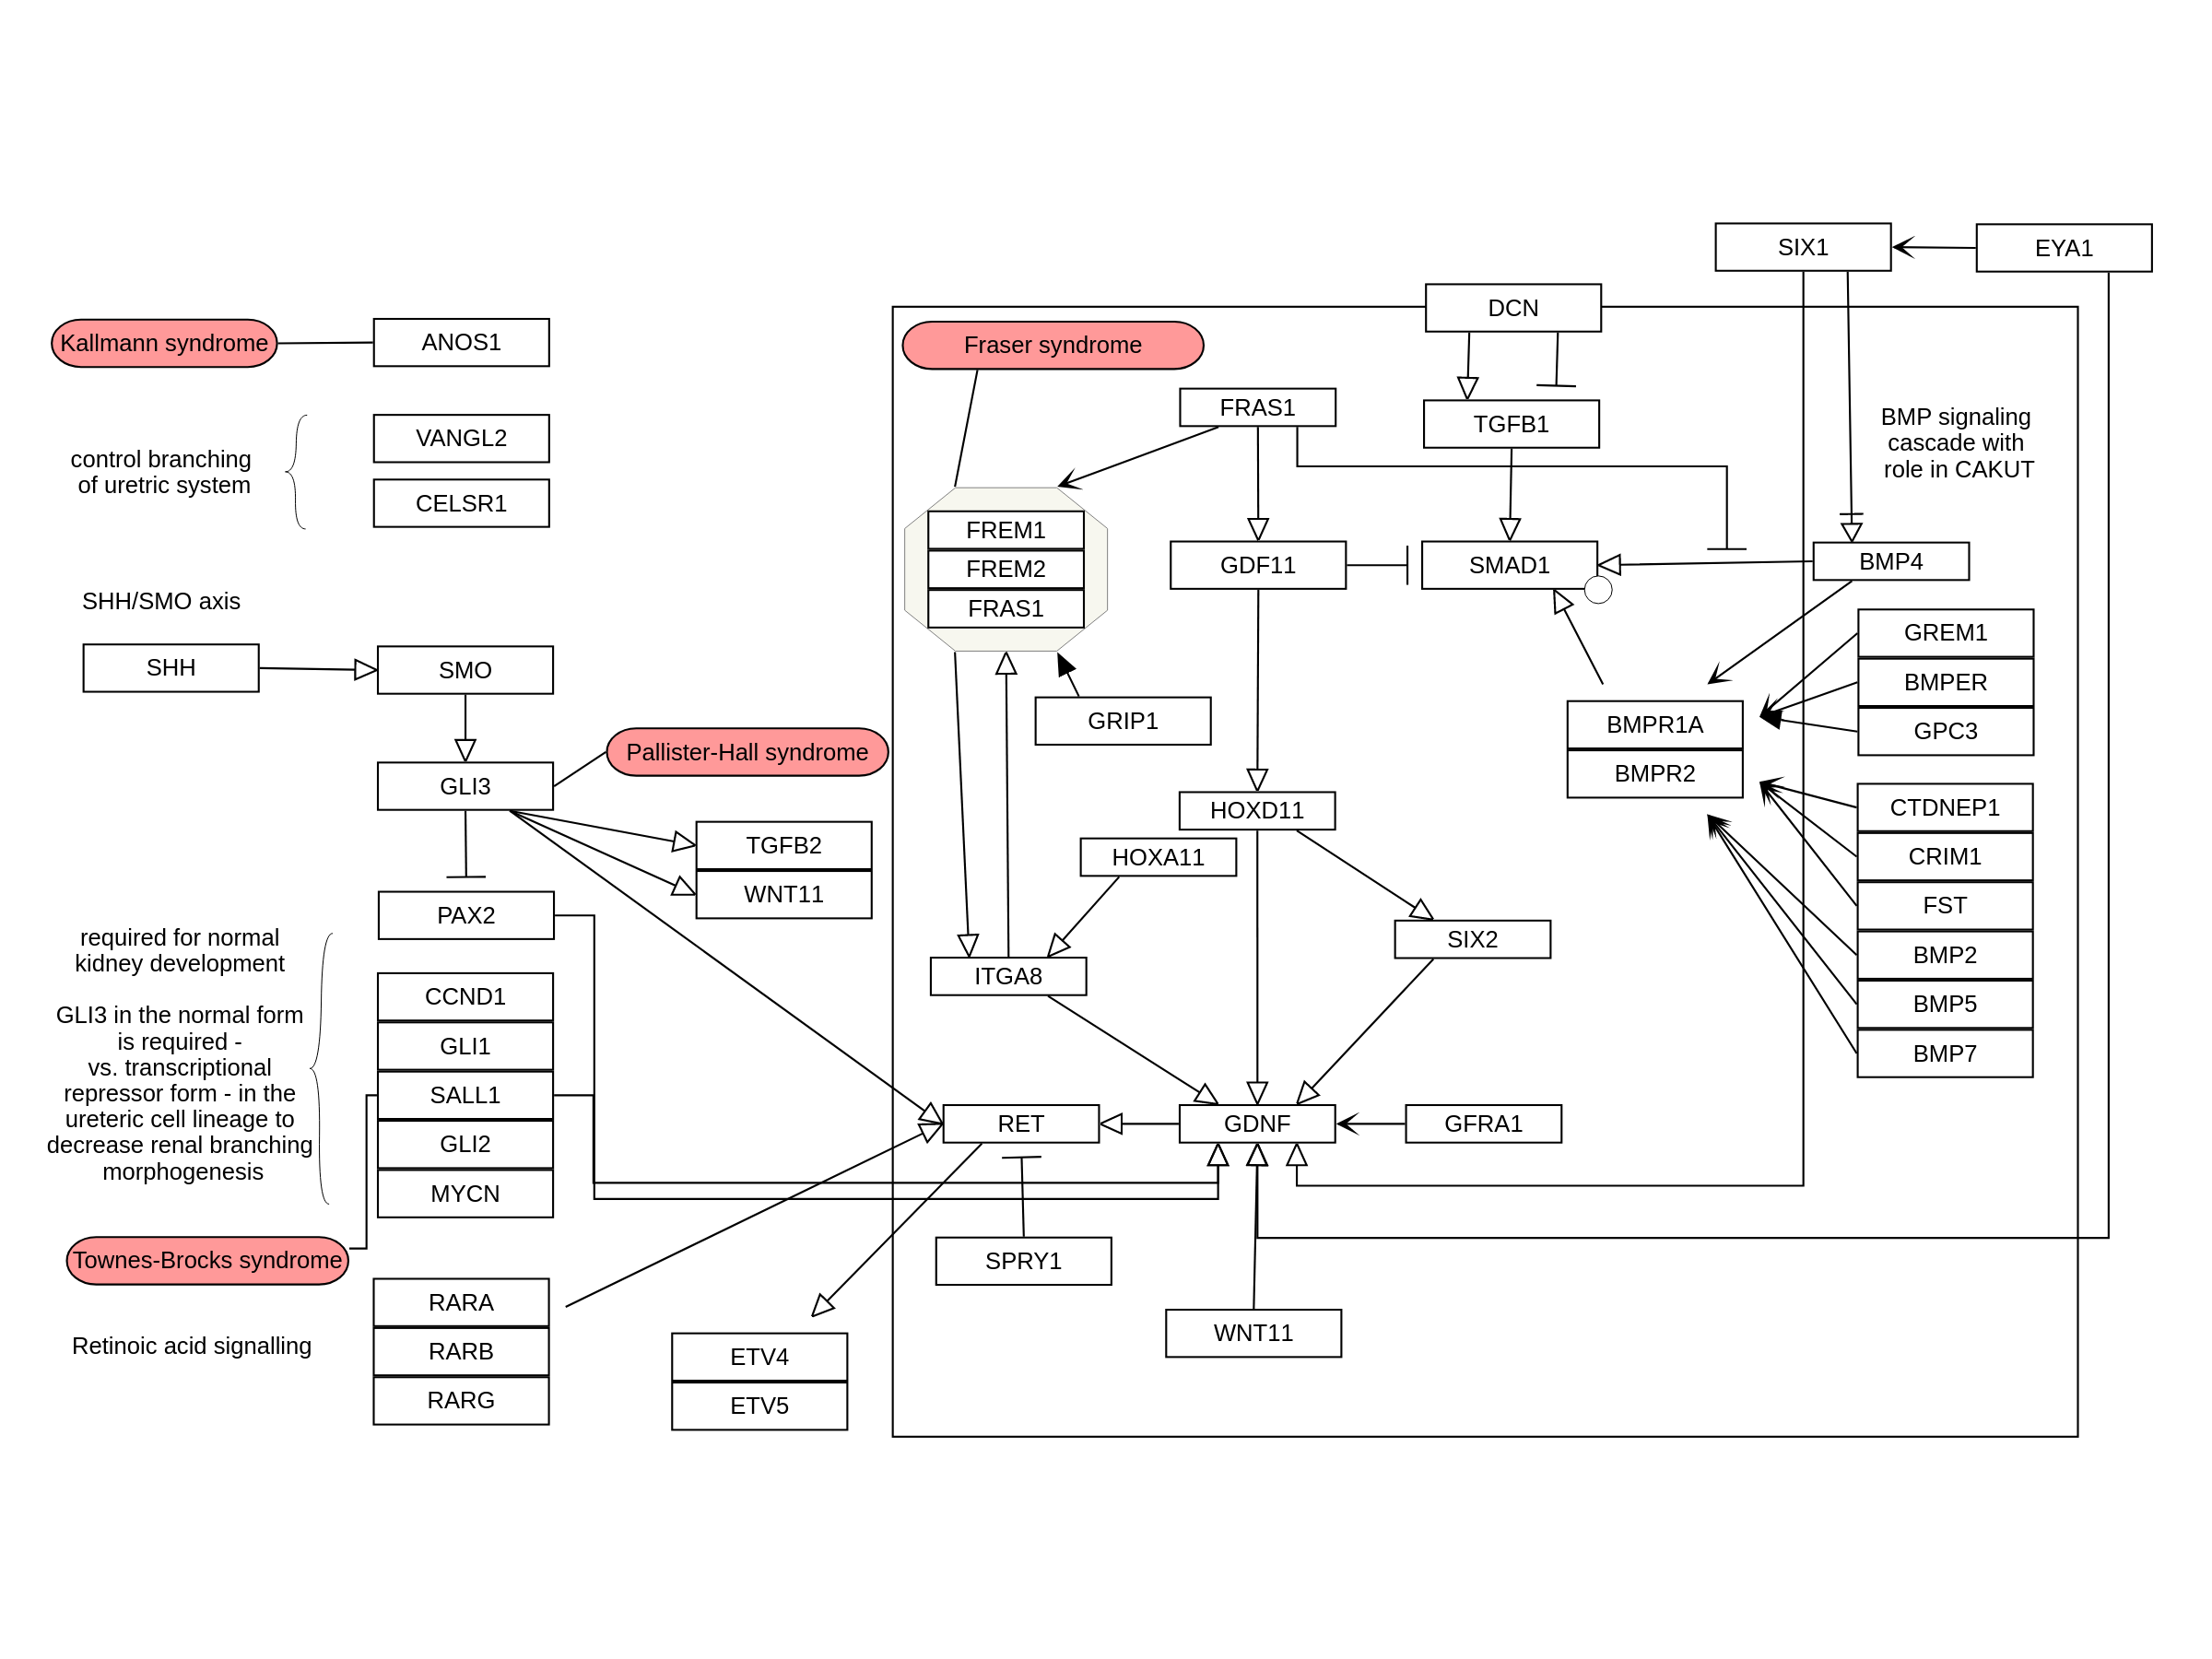 SIX1
EYA1
DCN
Kallmann syndrome
ANOS1
Fraser syndrome
FRAS1
TGFB1
BMP signaling
cascade with
role in CAKUT
VANGL2
control branching
of uretric system
CELSR1
FREM1
FREM2
FRAS1
GDF11
SMAD1
BMP4
SHH/SMO axis
SHH
SMO
GREM1
BMPER
GPC3
GRIP1
BMPR1A
BMPR2
Pallister-Hall syndrome
GLI3
TGFB2
WNT11
HOXD11
HOXA11
CTDNEP1
CRIM1
FST
BMP2
BMP5
BMP7
PAX2
SIX2
ITGA8
required for normal
kidney development
GLI3 in the normal form
is required -
vs. transcriptional
repressor form - in the
ureteric cell lineage to
decrease renal branching
morphogenesis
CCND1
GLI1
SALL1
GLI2
MYCN
RET
GDNF
GFRA1
Townes-Brocks syndrome
SPRY1
WNT11
RARA
RARB
RARG
Retinoic acid signalling
ETV4
ETV5